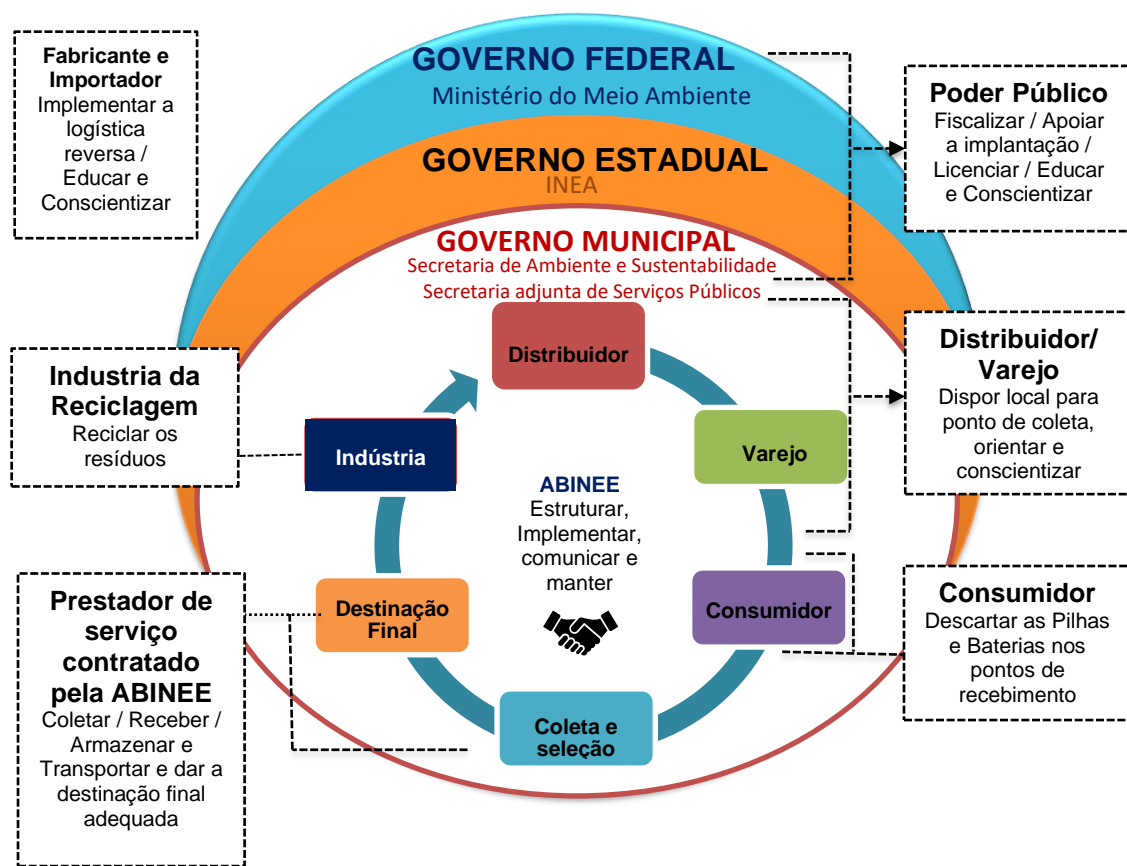 Fabricante e
Importador
Implementar a
logística
reversa /
Educar e
Conscientizar
GOVERNO FEDERAL
Ministério do Meio Ambiente
GOVERNO ESTADUAL
INEA
GOVERNO MUNICIPAL
Secretaria de Ambiente e Sustentabilidade
Secretaria adjunta de Serviços Públicos
Poder Público
Fiscalizar / Apoiar
a implantação /
Licenciar / Educar
e Conscientizar
Distribuidor
Varejo
Consumidor
Coleta e
seleção
Destinação
Final
Indústria
ABINEE
Estruturar,
Implementar,
comunicar e
manter
Industria da
Reciclagem
Reciclar os
resíduos
Distribuidor/
Varejo
Dispor local para
ponto de coleta,
orientar e
conscientizar
Prestador de
serviço
contratado
pela ABINEE
Coletar / Receber /
Armazenar e
Transportar e dar a
destinação final
adequada
Consumidor
Descartar as Pilhas
e Baterias nos
pontos de
recebimento